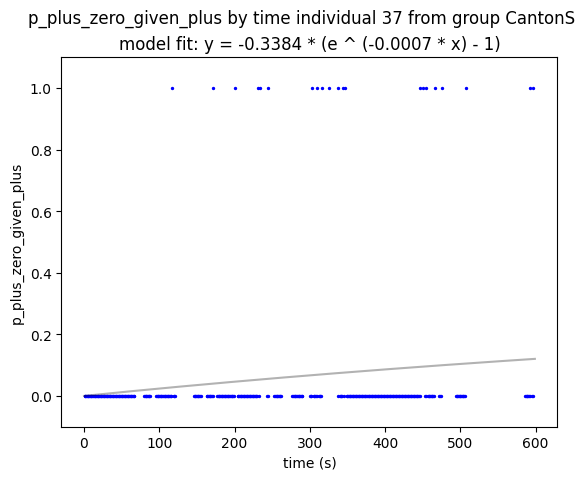 p_plus_zero_given_plus by time individual 37 from group CantonS
model fit: y = -0.3384 * (e ^ (-0.0007 * x) - 1)
1.0
0.8
0.6
0.4
0.2
0.0
p_plus_zero_given_plus
0 100 200 300 400 500 600
time (s)